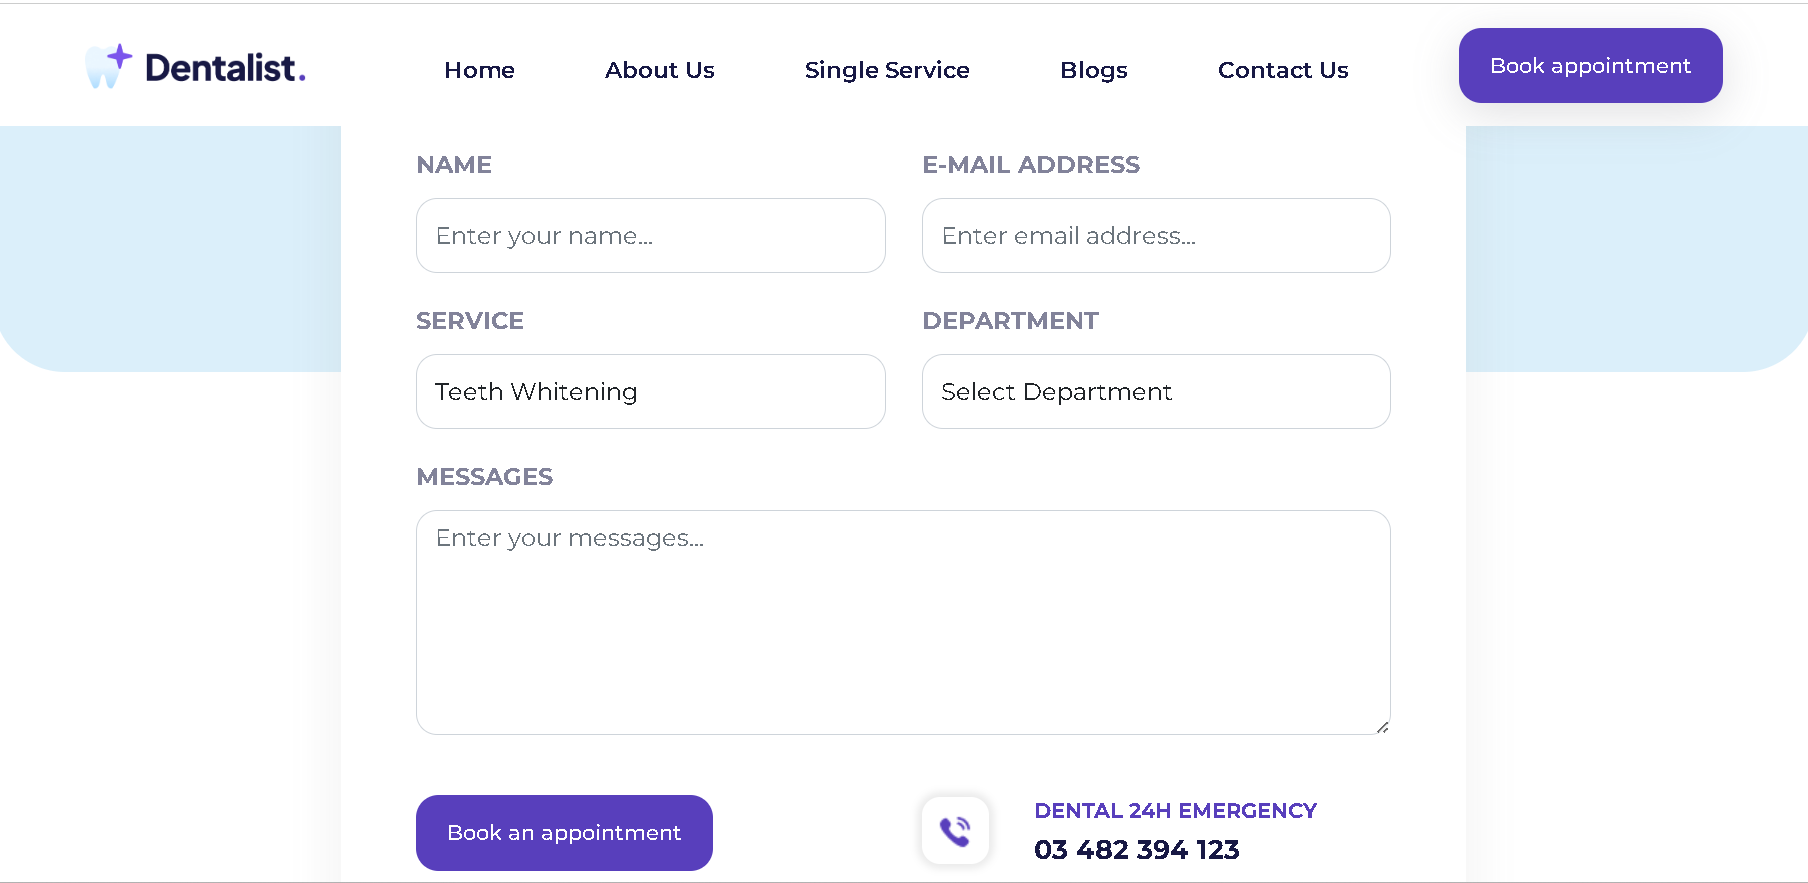 Dentalist.
Home
About Us
Single Service
Blogs
Contact Us
Book appointment
NAME
E-MAIL ADDRESS
Enter your name...
Enter email address...
SERVICE
DEPARTMENT
Teeth Whitening
Select Department
MESSAGES
Enter your messages...
Book an appointment
DENTAL 24H EMERGENCY
03 482 394 123